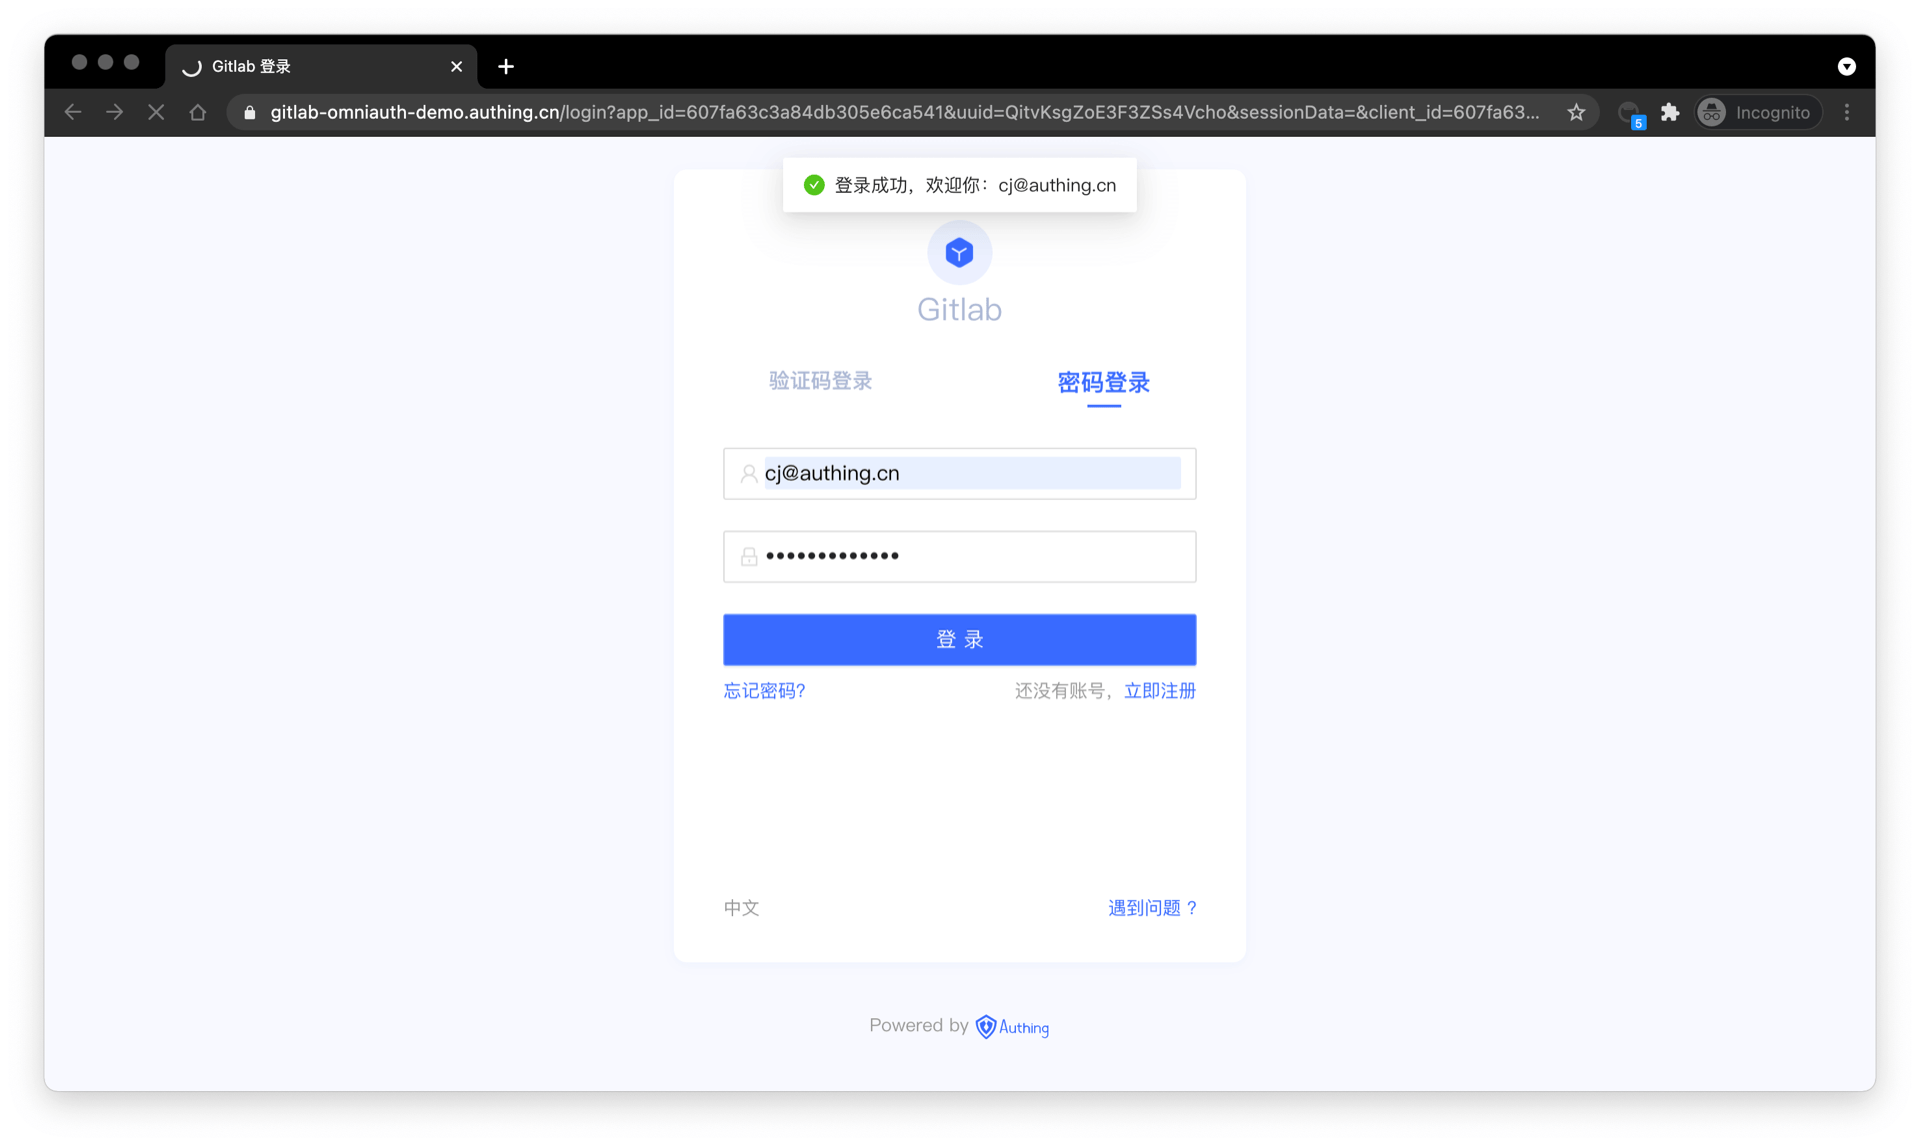 Gitlab 登录
gitlab-omniauth-demo.authing.cn/login?app_id=607fa63c3a84db305e6ca541&uuid=QitvKsgZoE3F3ZSs4Vcho&sessionData=&client_id=607fa63...
5
Incognito
登录成功，欢迎你：cj@authing.cn
Gitlab
验证码登录
密码登录
cj@authing.cn
•••••••••••••
登 录
忘记密码?
还没有账号，立即注册
中文
遇到问题 ?
Powered by Authing